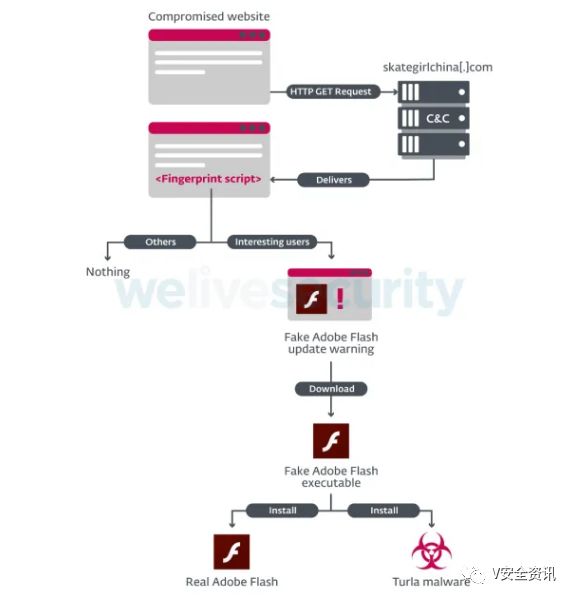 Compromised website
skategirlchina[.]com
HTTP GET Request
C&C
<Fingerprint script>
Delivers
Others
Interesting users
Nothing
welivesecurity
Fake Adobe Flash
update warning
Download
Fake Adobe Flash
executable
Install
Install
Real Adobe Flash
Turla malware
V安全资讯